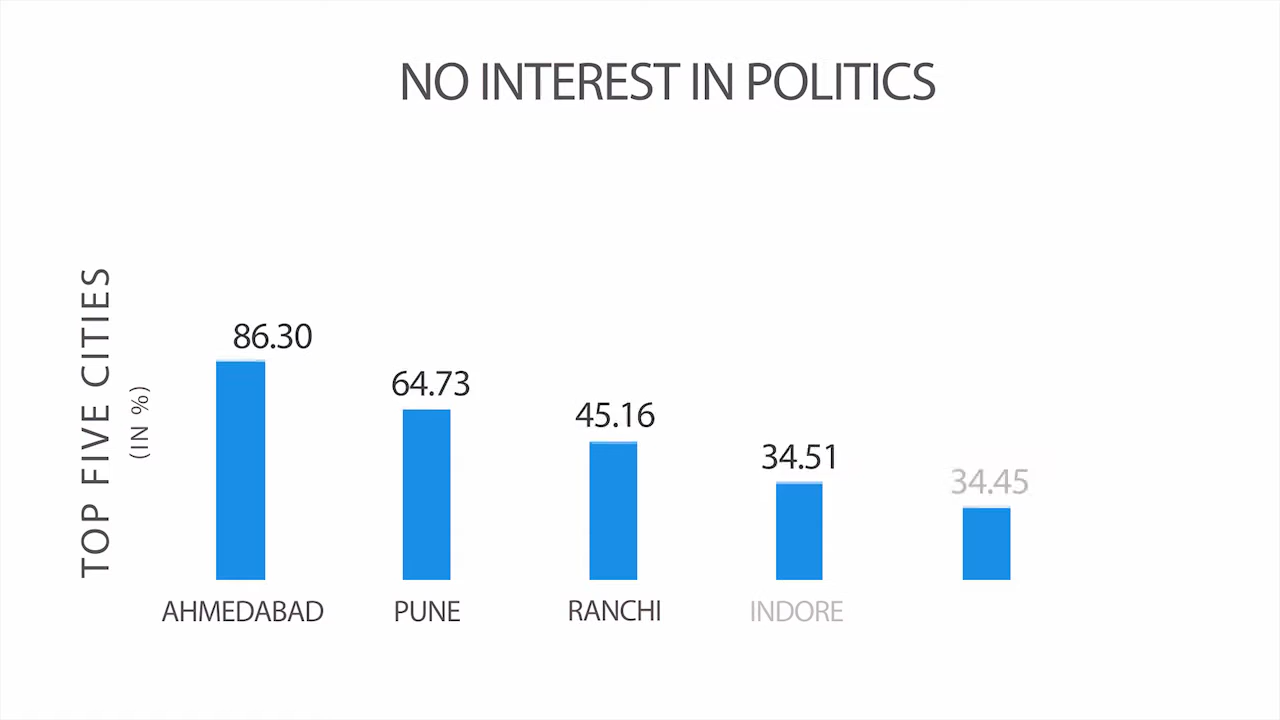 NO INTEREST IN POLITICS
TOP FIVE CITIES
(IN %)
86.30
64.73
45.16
34.51
34.45
AHMEDABAD
PUNE
RANCHI
INDORE